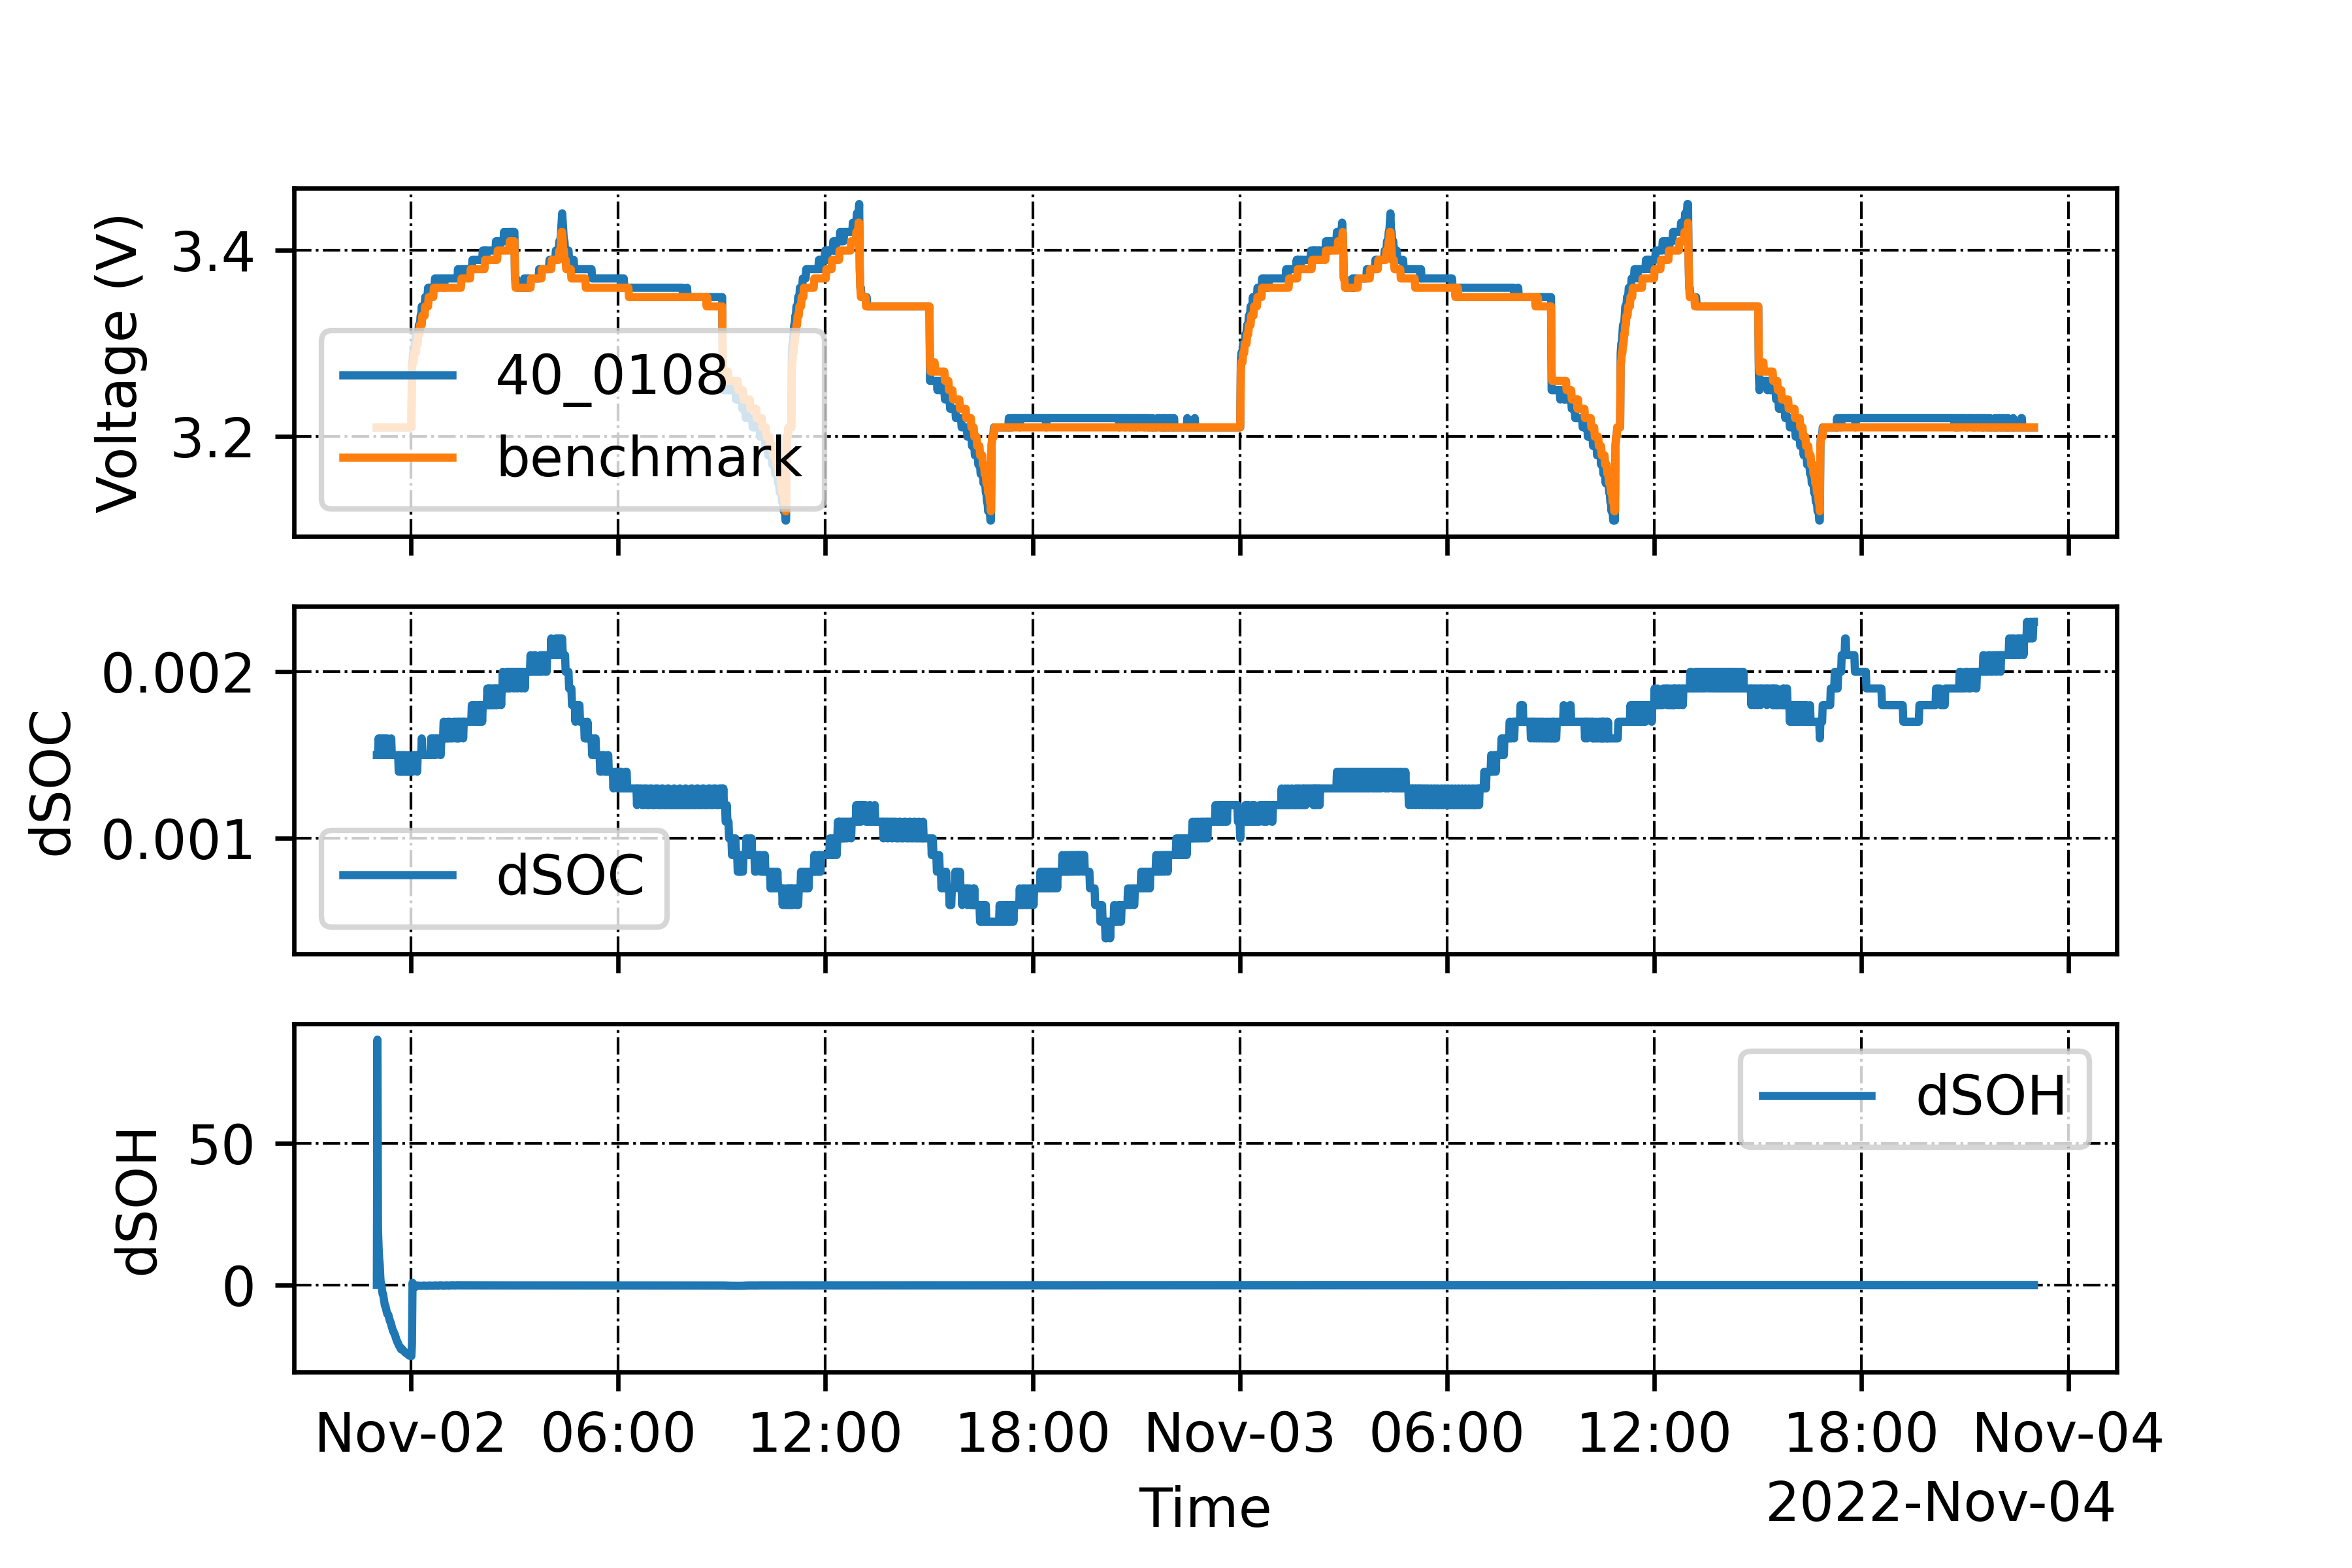 Voltage (V)
3.4
3.2
40_0108
benchmark
dSOC
0.002
0.001
dSOC
dSOH
50
0
dSOH
Nov-02 06:00 12:00 18:00 Nov-03 06:00 12:00 18:00 Nov-04
Time
2022-Nov-04